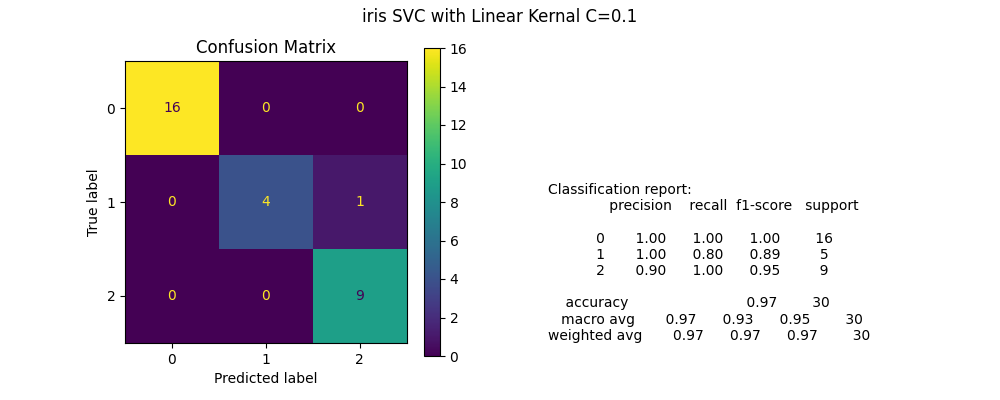 iris SVC with Linear Kernal C=0.1
Confusion Matrix
16 0 0
0 4 1
0 0 9
0
1
2
True label
0 1 2
Predicted label
16
14
12
10
8
6
4
2
0
Classification report:
precision recall f1-score support
0 1.00 1.00 1.00 16
1 1.00 0.80 0.89 5
2 0.90 1.00 0.95 9
accuracy 0.97 30
macro avg 0.97 0.93 0.95 30
weighted avg 0.97 0.97 0.97 30